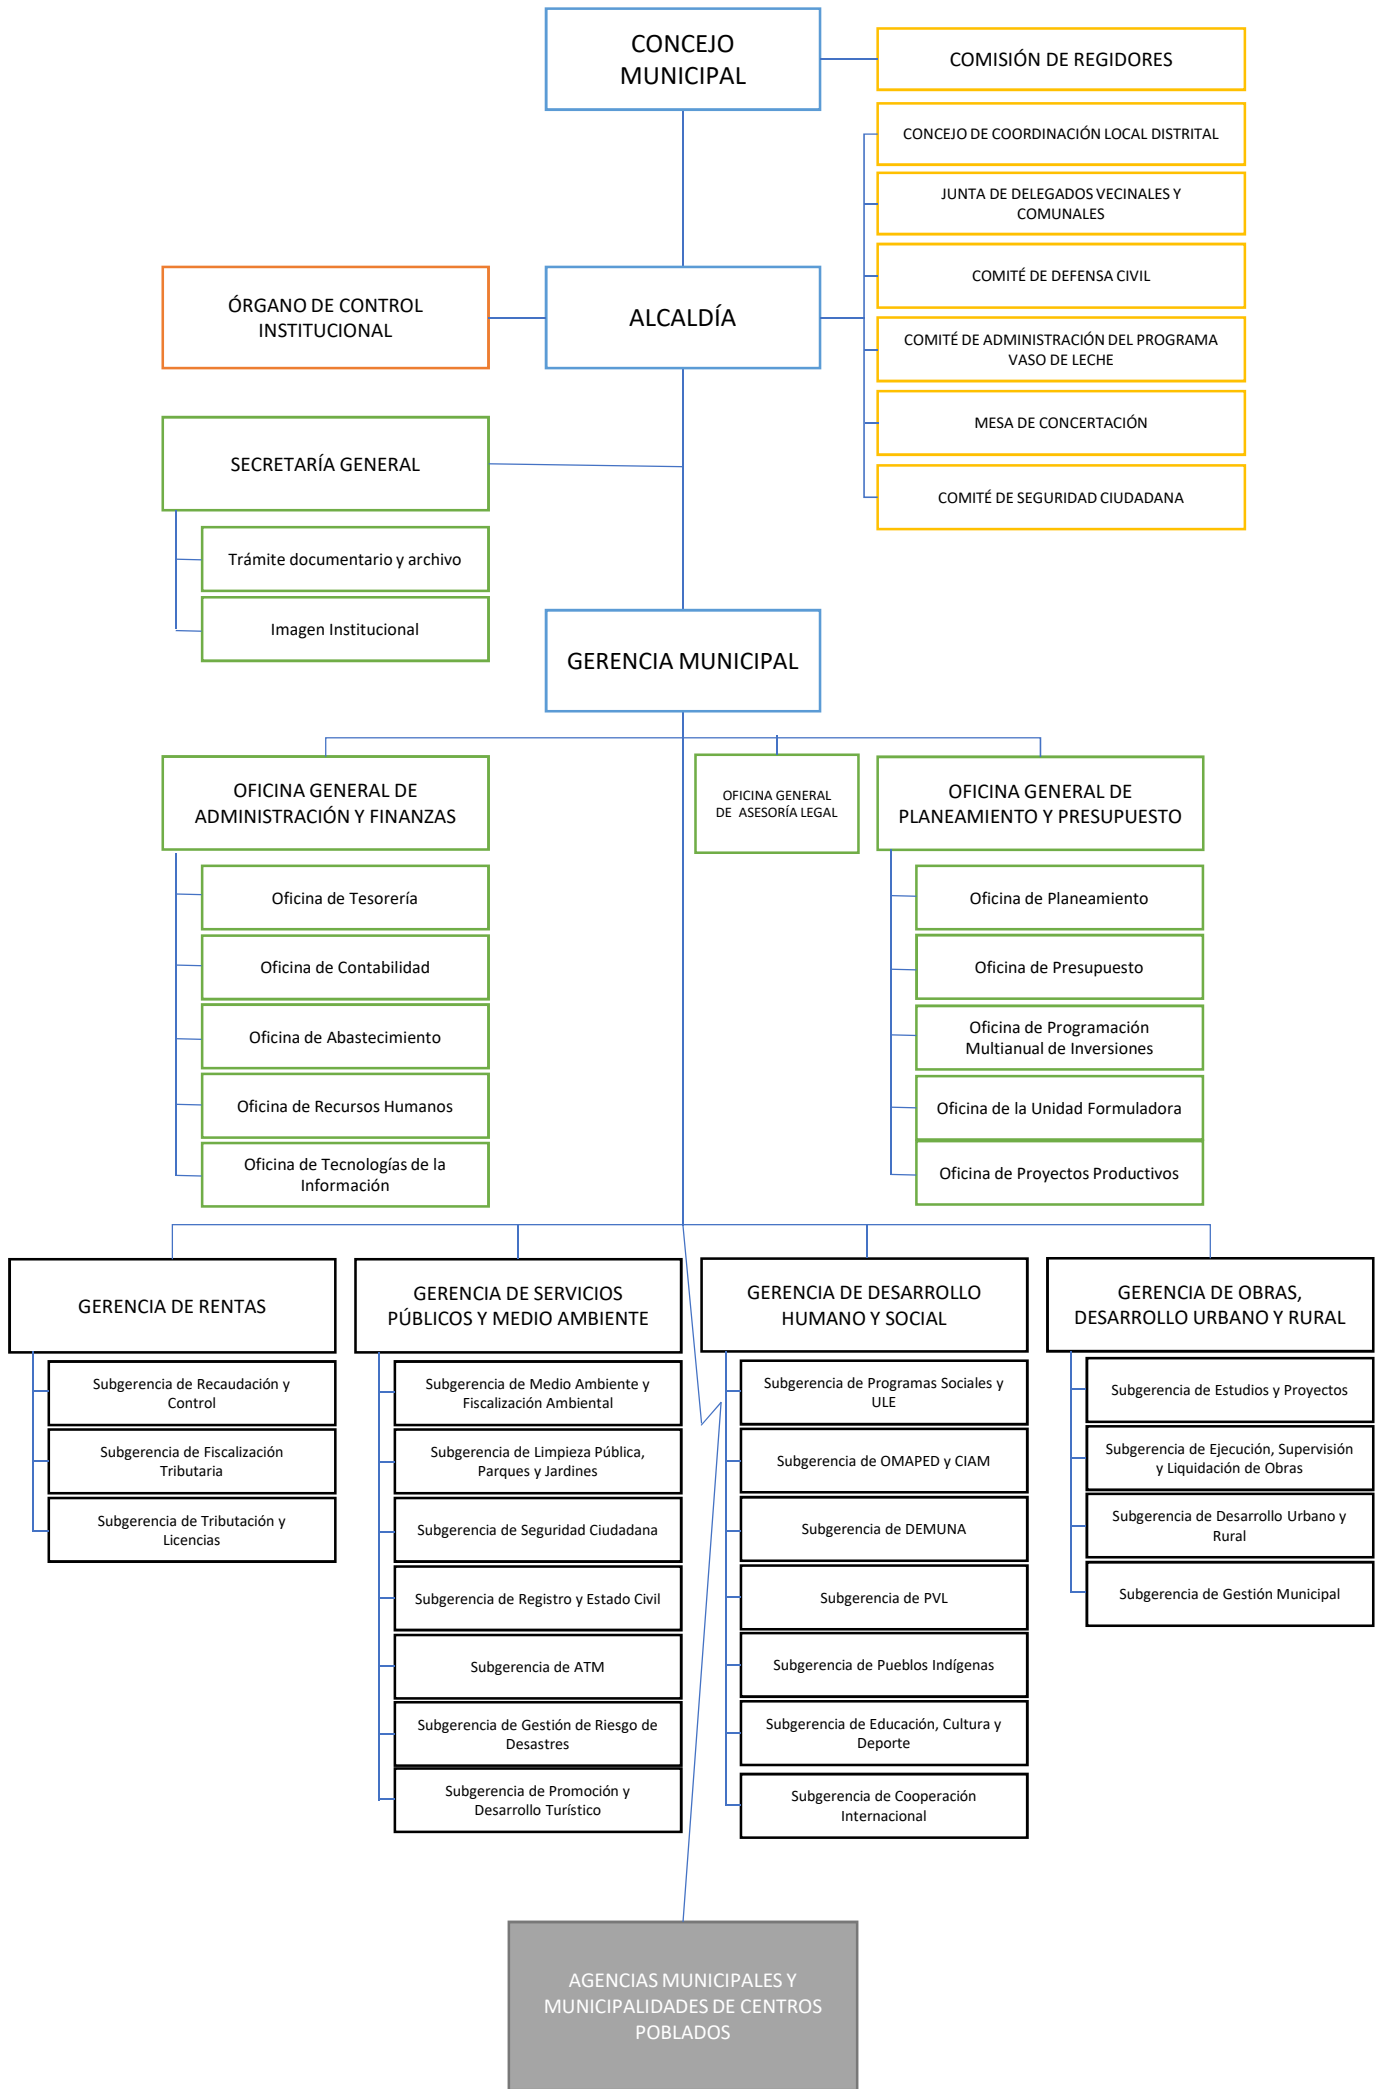 CONCEJO
MUNICIPAL
COMISIÓN DE REGIDORES
CONCEJO DE COORDINACIÓN LOCAL DISTRITAL
JUNTA DE DELEGADOS VECINALES Y
COMUNALES
COMITÉ DE DEFENSA CIVIL
COMITÉ DE ADMINISTRACIÓN DEL PROGRAMA
VASO DE LECHE
MESA DE CONCERTACIÓN
COMITÉ DE SEGURIDAD CIUDADANA
ÓRGANO DE CONTROL
INSTITUCIONAL
ALCALDÍA
SECRETARÍA GENERAL
Trámite documentario y archivo
Imagen Institucional
GERENCIA MUNICIPAL
OFICINA GENERAL DE
ADMINISTRACIÓN Y FINANZAS
Oficina de Tesorería
Oficina de Contabilidad
Oficina de Abastecimiento
Oficina de Recursos Humanos
Oficina de Tecnologías de la
Información
OFICINA GENERAL
DE ASESORÍA LEGAL
OFICINA GENERAL DE
PLANEAMIENTO Y PRESUPUESTO
Oficina de Planeamiento
Oficina de Presupuesto
Oficina de Programación
Multianual de Inversiones
Oficina de la Unidad Formuladora
Oficina de Proyectos Productivos
GERENCIA DE RENTAS
Subgerencia de Recaudación y
Control
Subgerencia de Fiscalización
Tributaria
Subgerencia de Tributación y
Licencias
GERENCIA DE SERVICIOS
PÚBLICOS Y MEDIO AMBIENTE
Subgerencia de Medio Ambiente y
Fiscalización Ambiental
Subgerencia de Limpieza Pública,
Parques y Jardines
Subgerencia de Seguridad Ciudadana
Subgerencia de Registro y Estado Civil
Subgerencia de ATM
Subgerencia de Gestión de Riesgo de
Desastres
Subgerencia de Promoción y
Desarrollo Turístico
GERENCIA DE DESARROLLO
HUMANO Y SOCIAL
Subgerencia de Programas Sociales y
ULE
Subgerencia de OMAPED y CIAM
Subgerencia de DEMUNA
Subgerencia de PVL
Subgerencia de Pueblos Indígenas
Subgerencia de Educación, Cultura y
Deporte
Subgerencia de Cooperación
Internacional
GERENCIA DE OBRAS,
DESARROLLO URBANO Y RURAL
Subgerencia de Estudios y Proyectos
Subgerencia de Ejecución, Supervisión
y Liquidación de Obras
Subgerencia de Desarrollo Urbano y
Rural
Subgerencia de Gestión Municipal
AGENCIAS MUNICIPALES Y
MUNICIPALIDADES DE CENTROS
POBLADOS